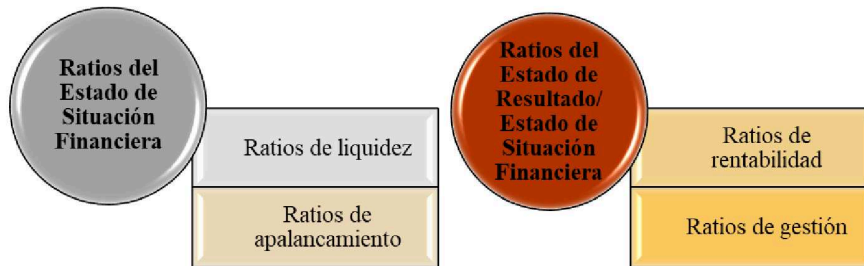 Ratios del
Estado de
Situación
Financiera
Ratios de liquidez
Ratios de
apalancamiento
Ratios del
Estado de
Resultado/
Estado de
Situación
Financiera
Ratios de
rentabilidad
Ratios de gestión